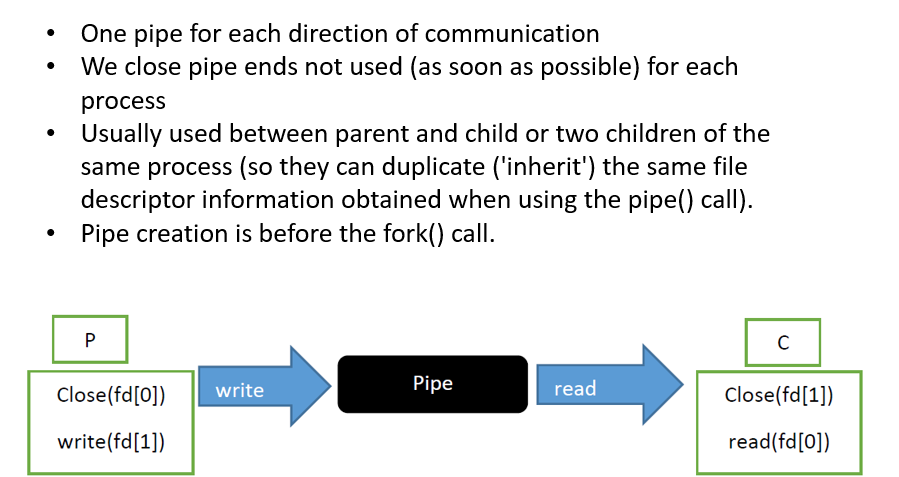 • One pipe for each direction of communication
• We close pipe ends not used (as soon as possible) for each
process
• Usually used between parent and child or two children of the
same process (so they can duplicate ('inherit') the same file
descriptor information obtained when using the pipe() call).
• Pipe creation is before the fork() call.
P
Close(fd[0])
write(fd[1])
write
Pipe
read
C
Close(fd[1])
read(fd[0])